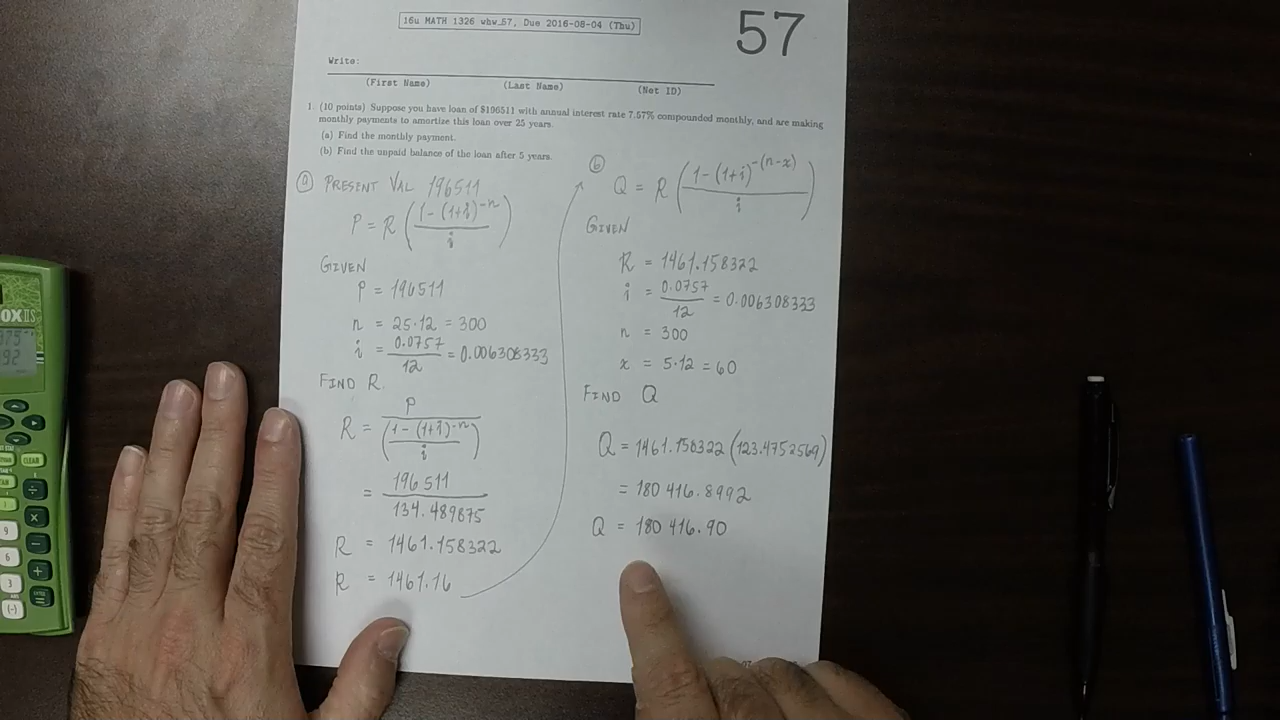 16u MATH 1326 whw_57, Due 2016-08-04 (Thu)
57
Write:
(First Name) (Last Name) (Net ID)
1 (10 points) Suppose you have loan of $196511 with annual interest rate 7.57% compounded monthly, and are making
monthly payments to amortize this loan over 25 years.
(a) Find the monthly payment.
(b) Find the unpaid balance of the loan after 5 years.
(a) PRESENT VAL 196511
P = R ( (1 - (1+i)^-n) / i )
GIVEN
P = 196511
n = 25·12 = 300
i = 0.0757 / 12 = 0.006308333
FIND R.
R = P / ( (1 - (1+i)^-n) / i )
= 196511 / 134.489875
R = 1461.158322
R = 1461.16
(b) Q = R ( (1 - (1+i)^-(n-x)) / i )
GIVEN
R = 1461.158322
i = 0.0757 / 12 = 0.006308333
n = 300
x = 5·12 = 60
FIND Q
Q = 1461.158322 (123.4752569)
= 180 416.8992
Q = 180 416.90
CLEAR